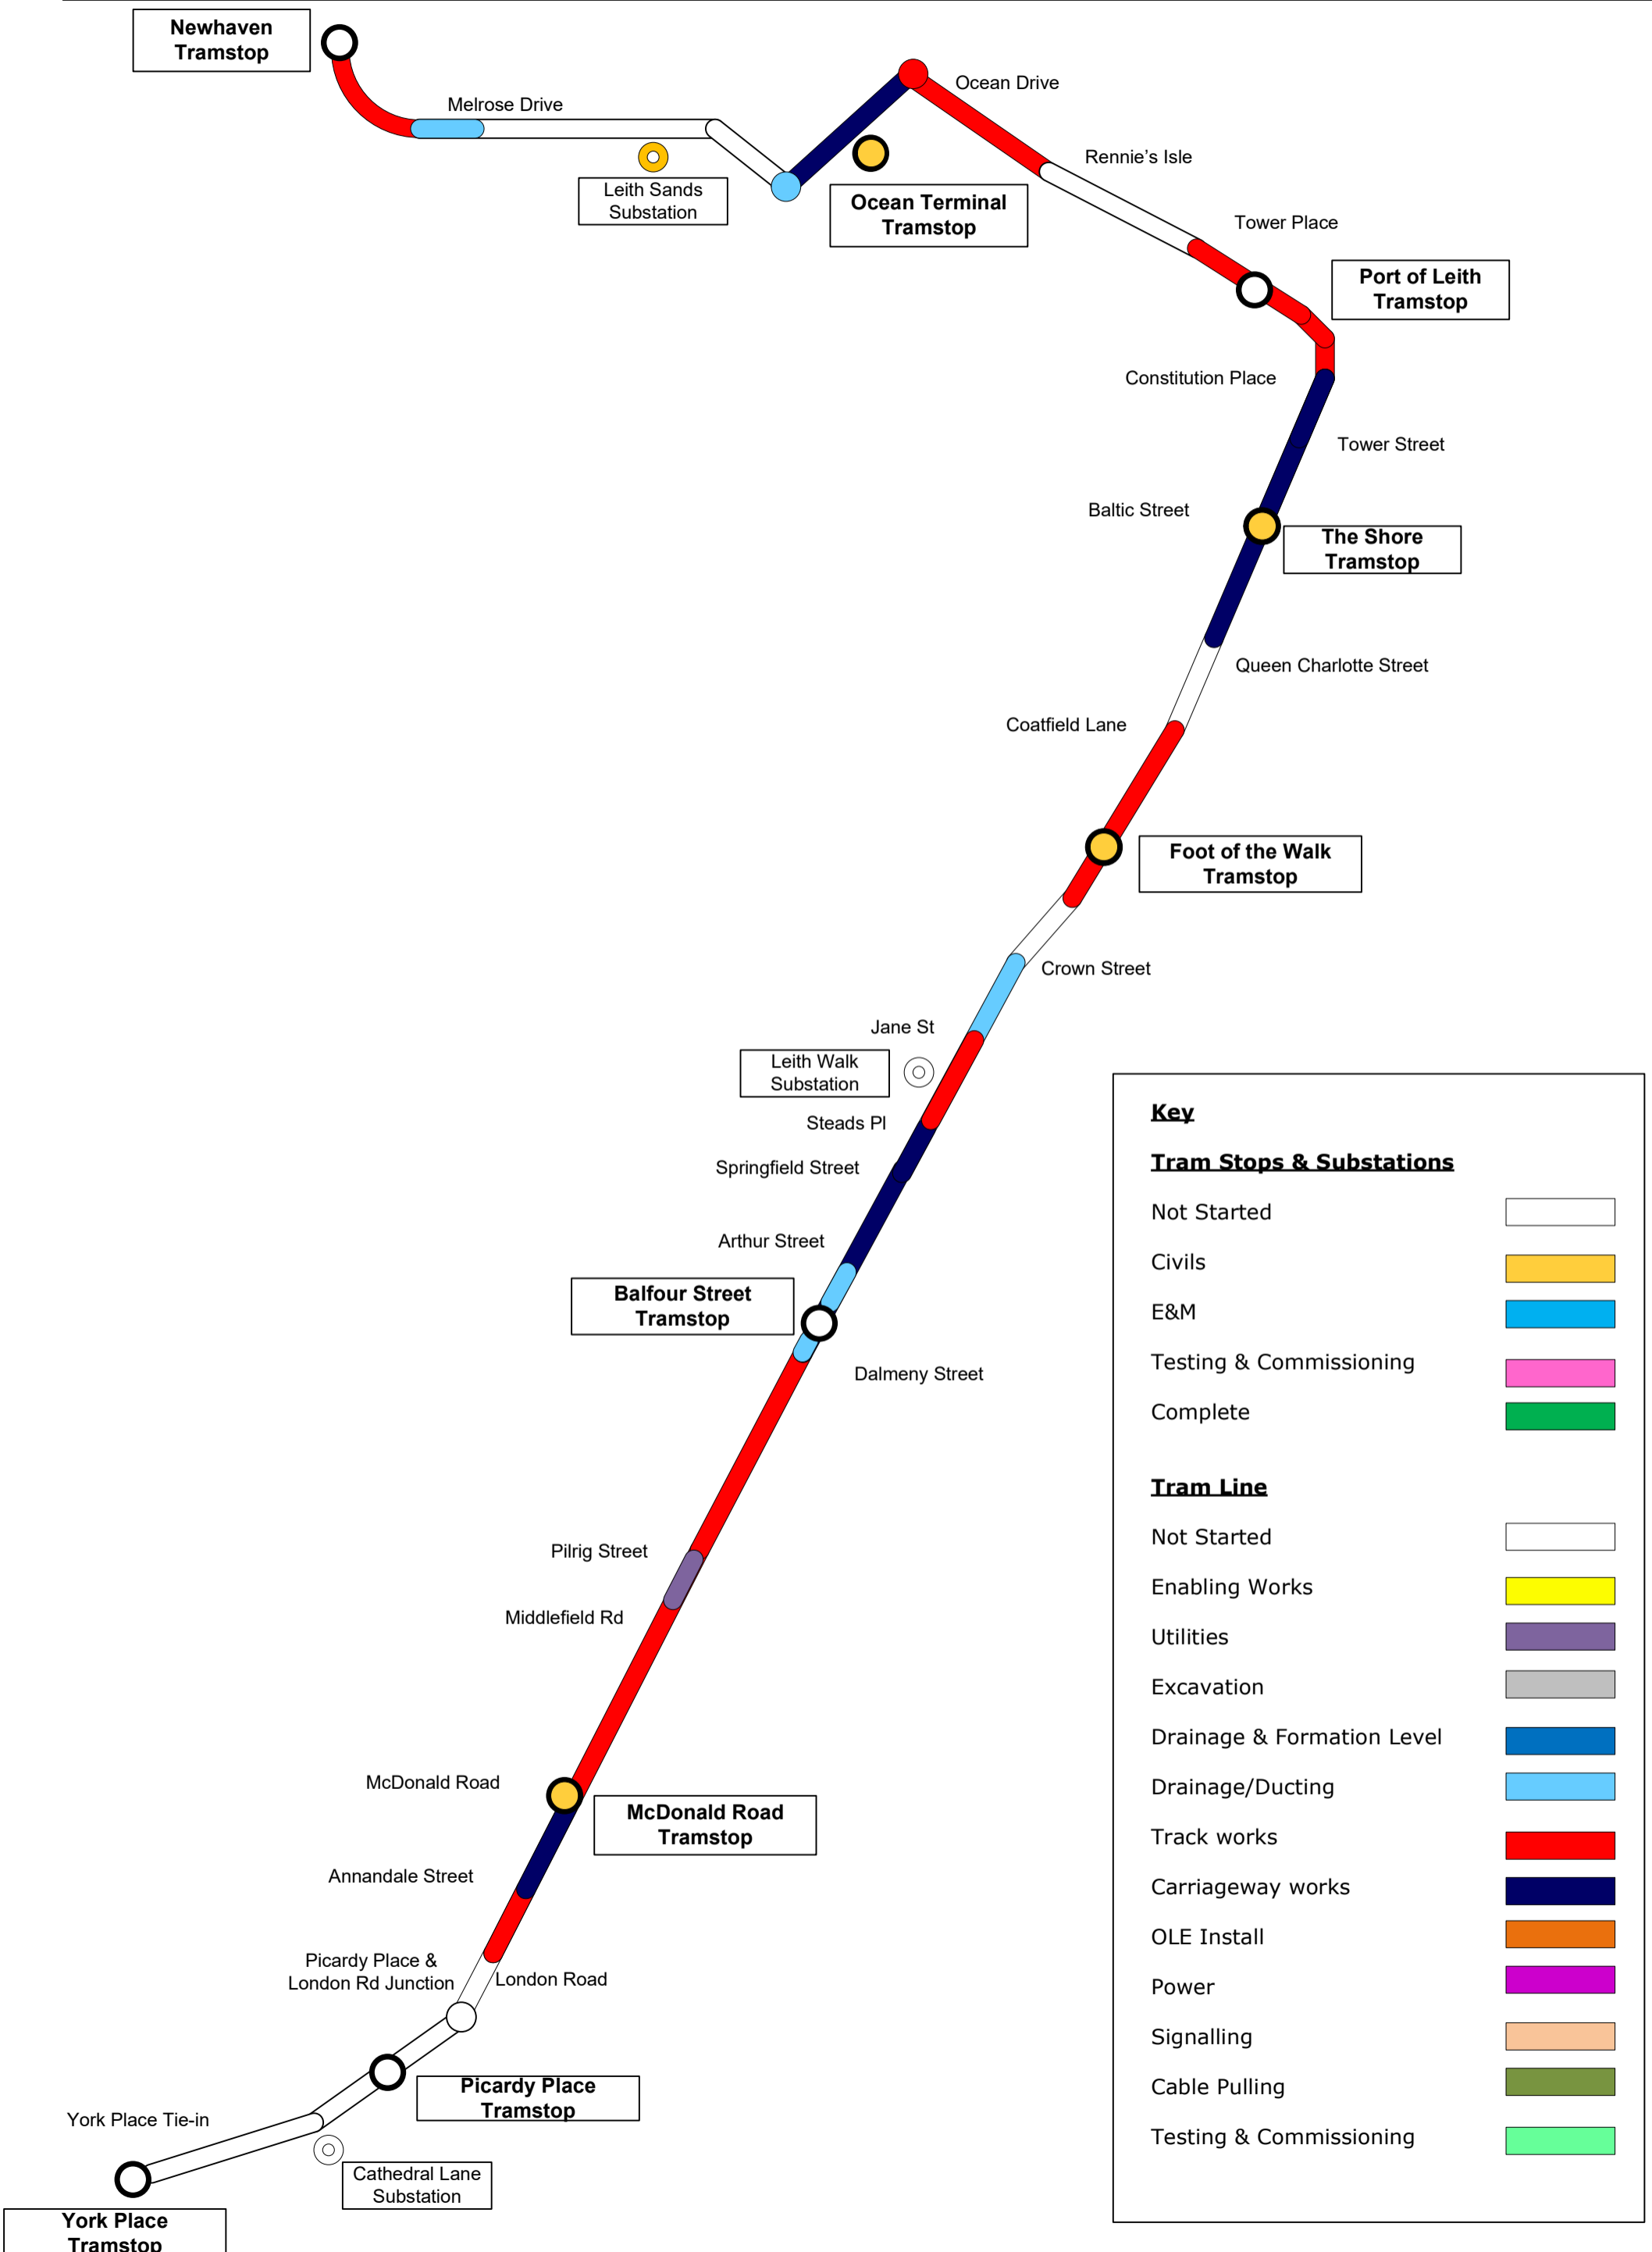 Newhaven
Tramstop
Melrose Drive
Ocean Drive
Rennie's Isle
Leith Sands
Substation
Ocean Terminal
Tramstop
Tower Place
Port of Leith
Tramstop
Constitution Place
Tower Street
Baltic Street
The Shore
Tramstop
Queen Charlotte Street
Coatfield Lane
Foot of the Walk
Tramstop
Crown Street
Jane St
Leith Walk
Substation
Steads Pl
Springfield Street
Arthur Street
Balfour Street
Tramstop
Dalmeny Street
Pilrig Street
Middlefield Rd
McDonald Road
McDonald Road
Tramstop
Annandale Street
Picardy Place &
London Rd Junction
London Road
Picardy Place
Tramstop
York Place Tie-in
Cathedral Lane
Substation
York Place
Tramstop
Key
Tram Stops & Substations
Not Started
Civils
E&M
Testing & Commissioning
Complete
Tram Line
Not Started
Enabling Works
Utilities
Excavation
Drainage & Formation Level
Drainage/Ducting
Track works
Carriageway works
OLE Install
Power
Signalling
Cable Pulling
Testing & Commissioning